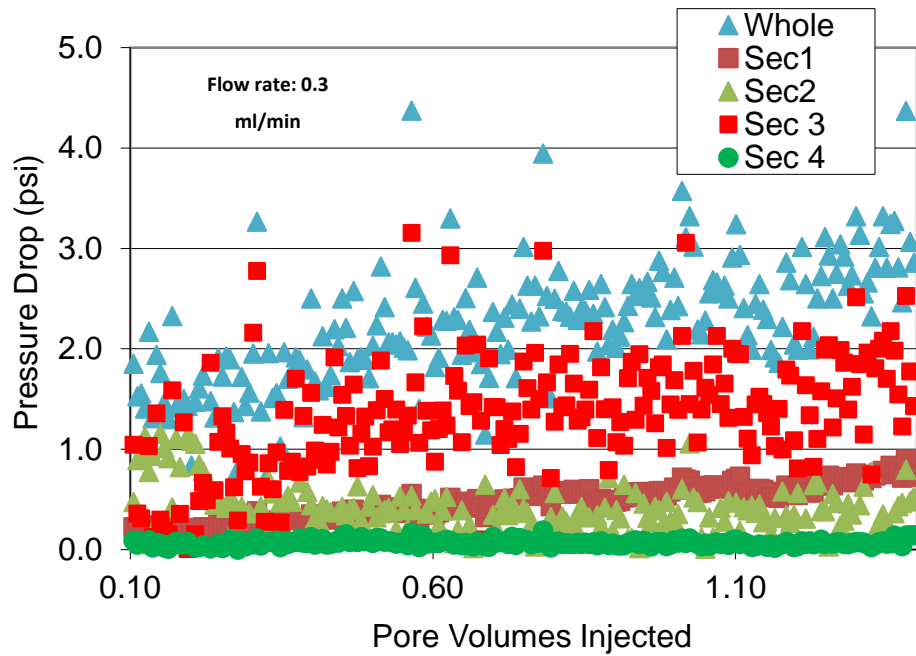 Whole
Sec1
Sec2
Sec 3
Sec 4
Flow rate: 0.3
ml/min
Pressure Drop (psi)
5.0
4.0
3.0
2.0
1.0
0.0
0.10
0.60
1.10
Pore Volumes Injected